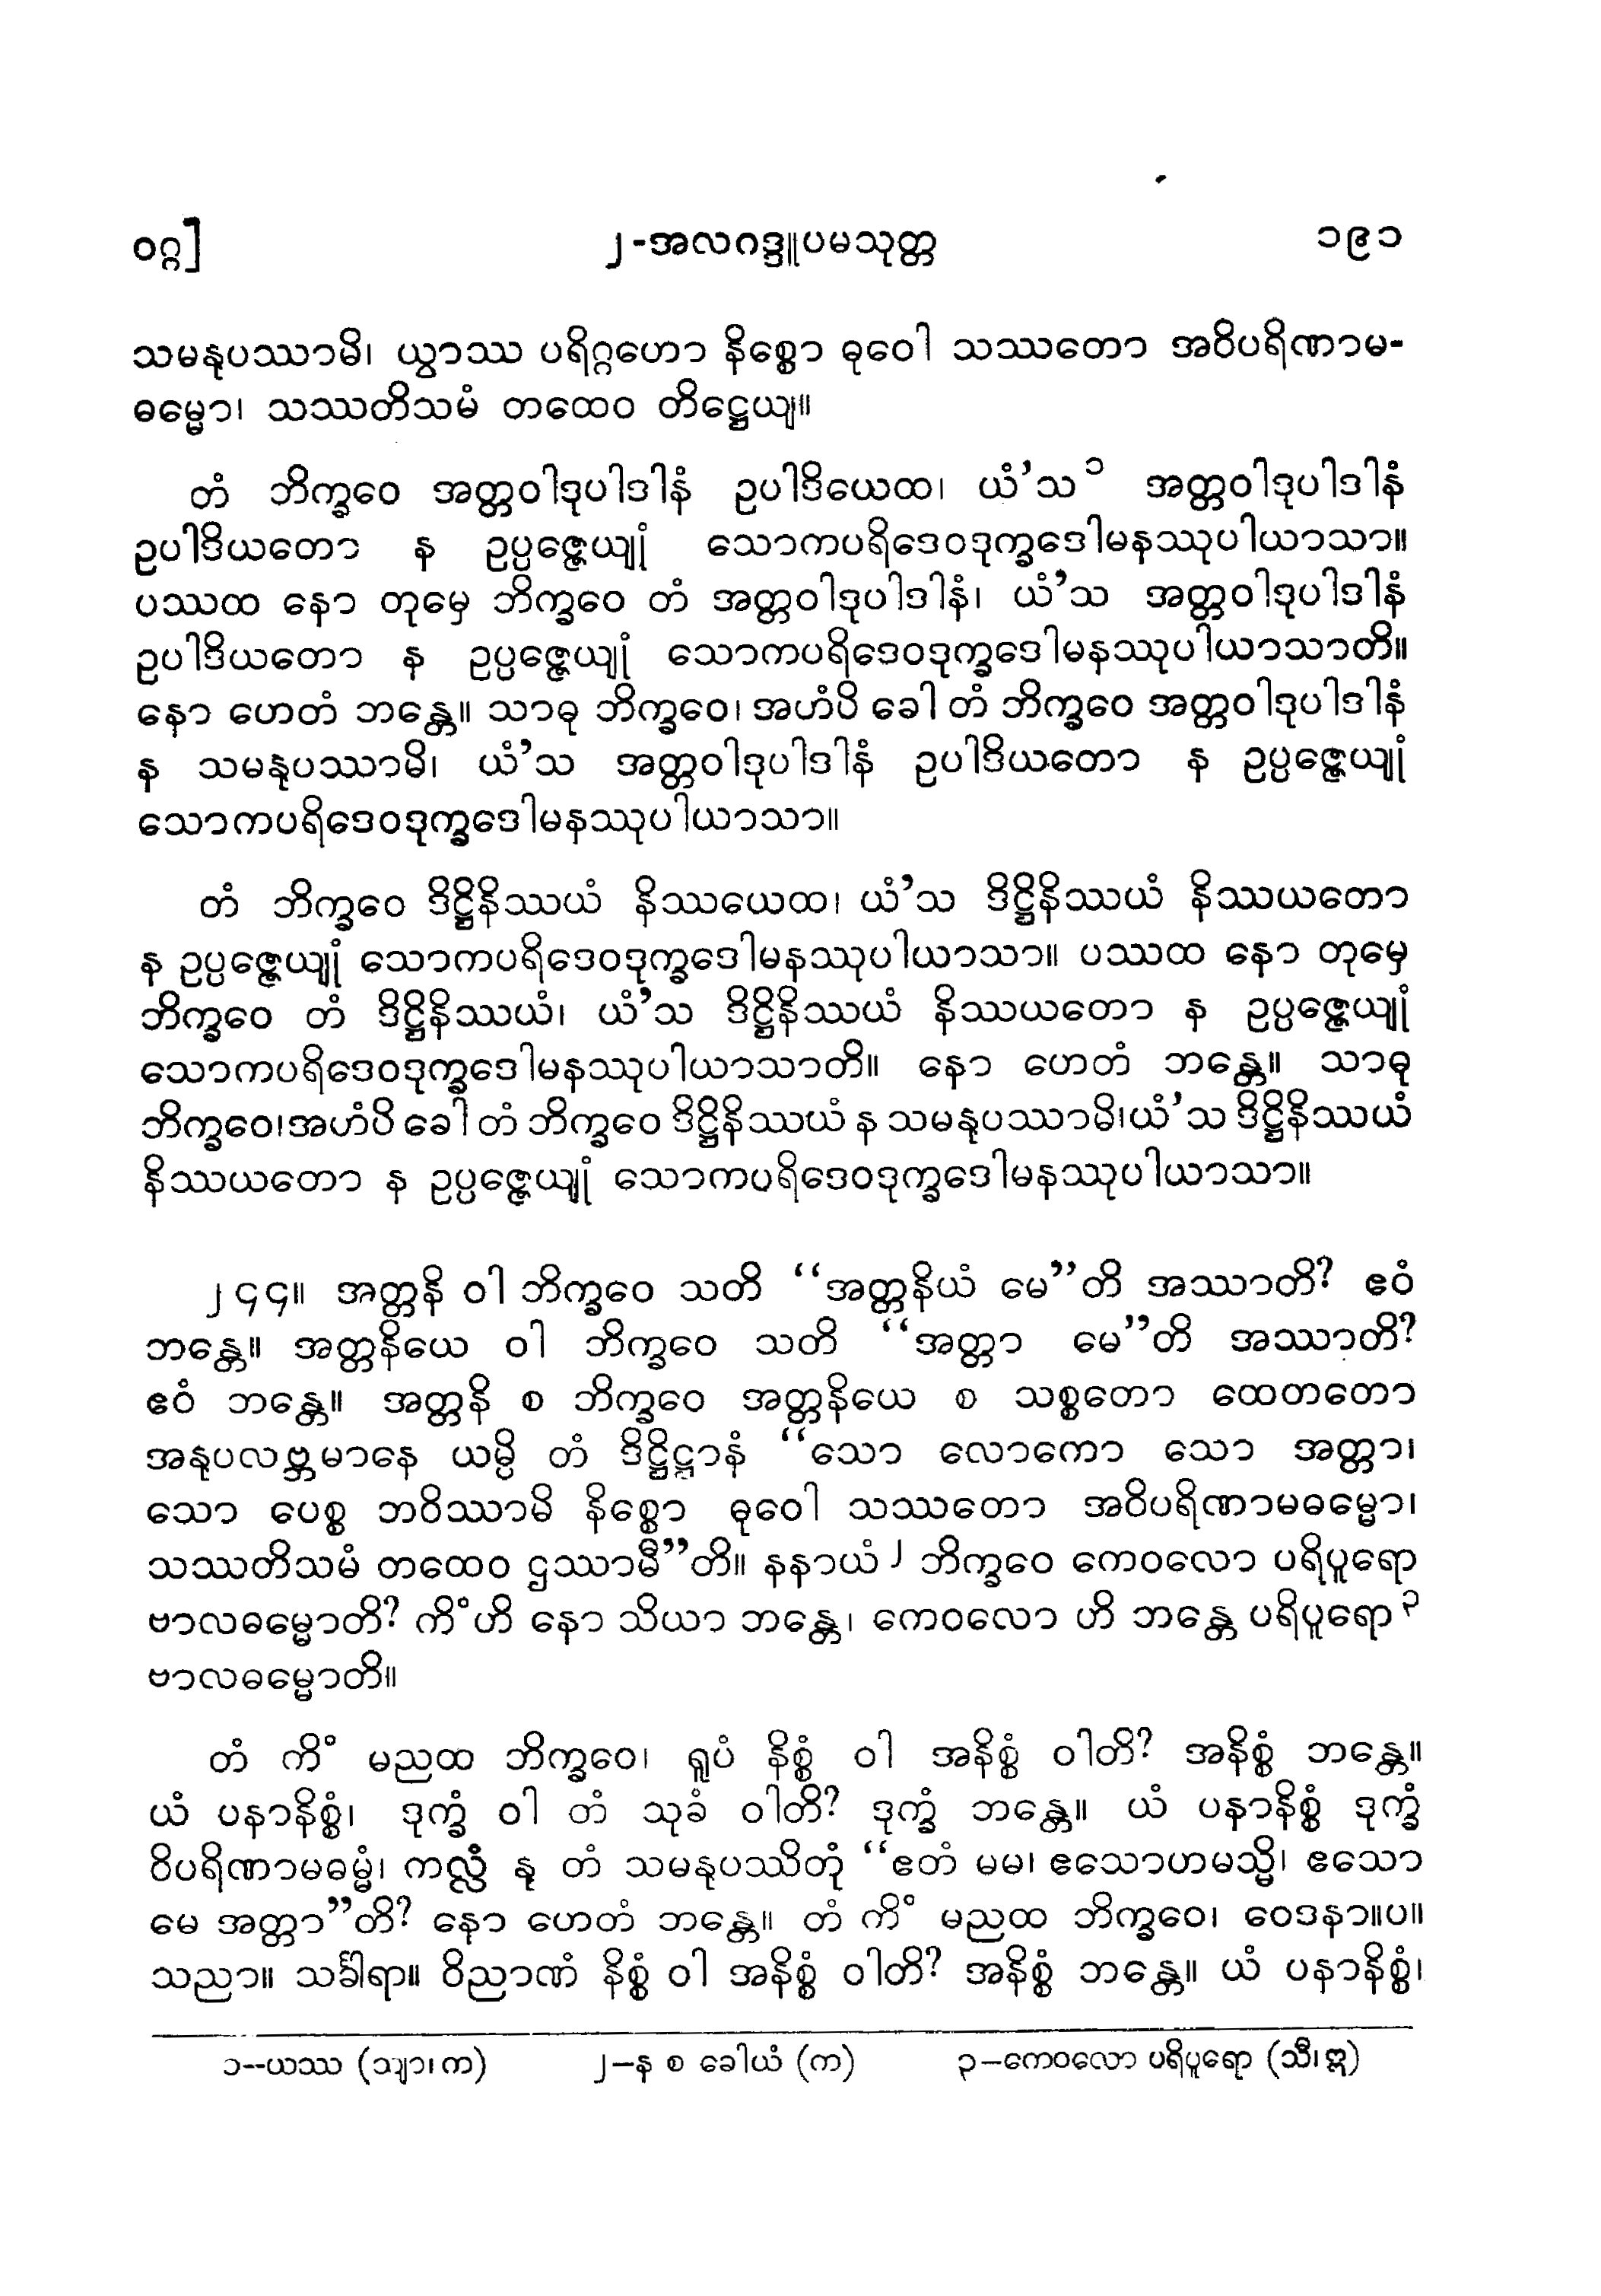 ဝဂ္ဂ] ၂-အလဂဒ္ဒူပမသုတ္တ ၁၉၁
သမနုပဿာမိ၊ ယွာဿ ပရိဂ္ဂဟော နိစ္စော ဓုဝေါ သဿတော အဝိပရိဏာမ-
ဓမ္မော၊ သဿတိသမံ တထေဝ တိဋ္ဌေယျ။
တံ ဘိက္ခဝေ အတ္တဝါဒုပါဒါနံ ဥပါဒိယေထ၊ ယံ’သ ၁ အတ္တဝါဒုပါဒါနံ
ဥပါဒိယတော န ဥပ္ပဇ္ဇေယျုံ သောကပရိဒေဝဒုက္ခဒေါမနဿုပါယာသာ။
ပဿထ နော တုမှေ ဘိက္ခဝေ တံ အတ္တဝါဒုပါဒါနံ၊ ယံ’သ အတ္တဝါဒုပါဒါနံ
ဥပါဒိယတော န ဥပ္ပဇ္ဇေယျုံ သောကပရိဒေဝဒုက္ခဒေါမနဿုပါယာသာတိ။
နော ဟေတံ ဘန္တေ။ သာဓု ဘိက္ခဝေ၊ အဟံပိ ခေါ တံ ဘိက္ခဝေ အတ္တဝါဒုပါဒါနံ
န သမနုပဿာမိ၊ ယံ’သ အတ္တဝါဒုပါဒါနံ ဥပါဒိယတော န ဥပ္ပဇ္ဇေယျုံ
သောကပရိဒေဝဒုက္ခဒေါမနဿုပါယာသာ။
တံ ဘိက္ခဝေ ဒိဋ္ဌိနိဿယံ နိဿယေထ၊ ယံ’သ ဒိဋ္ဌိနိဿယံ နိဿယတော
န ဥပ္ပဇ္ဇေယျုံ သောကပရိဒေဝဒုက္ခဒေါမနဿုပါယာသာ။ ပဿထ နော တုမှေ
ဘိက္ခဝေ တံ ဒိဋ္ဌိနိဿယံ၊ ယံ’သ ဒိဋ္ဌိနိဿယံ နိဿယတော န ဥပ္ပဇ္ဇေယျုံ
သောကပရိဒေဝဒုက္ခဒေါမနဿုပါယာသာတိ။ နော ဟေတံ ဘန္တေ။ သာဓု
ဘိက္ခဝေ၊အဟံပိ ခေါ တံ ဘိက္ခဝေ ဒိဋ္ဌိနိဿယံ န သမနုပဿာမိ၊ယံ’သ ဒိဋ္ဌိနိဿယံ
နိဿယတော န ဥပ္ပဇ္ဇေယျုံ သောကပရိဒေဝဒုက္ခဒေါမနဿုပါယာသာ။
၂၄၄။ အတ္တနိ ဝါ ဘိက္ခဝေ သတိ “အတ္တနိယံ မေ”တိ အဿာတိ? ဧဝံ
ဘန္တေ။ အတ္တနိယေ ဝါ ဘိက္ခဝေ သတိ “အတ္တာ မေ”တိ အဿာတိ?
ဧဝံ ဘန္တေ။ အတ္တနိ စ ဘိက္ခဝေ အတ္တနိယေ စ သစ္စတော ထေတတော
အနုပလဗ္ဘမာနေ ယမ္ပိ တံ ဒိဋ္ဌိဋ္ဌာနံ “သော လောကော သော အတ္တာ၊
သော ပေစ္စ ဘဝိဿာမိ နိစ္စော ဓုဝေါ သဿတော အဝိပရိဏာမဓမ္မော၊
သဿတိသမံ တထေဝ ဌဿာမီ”တိ။ နနာယံ ၂ ဘိက္ခဝေ ကေဝလော ပရိပူရော
ဗာလဓမ္မောတိ? ကိံဟိ နော သိယာ ဘန္တေ၊ ကေဝလော ဟိ ဘန္တေ ပရိပူရော ၃
ဗာလဓမ္မောတိ။
တံ ကိံ မညထ ဘိက္ခဝေ၊ ရူပံ နိစ္စံ ဝါ အနိစ္စံ ဝါတိ? အနိစ္စံ ဘန္တေ။
ယံ ပနာနိစ္စံ၊ ဒုက္ခံ ဝါ တံ သုခံ ဝါတိ? ဒုက္ခံ ဘန္တေ။ ယံ ပနာနိစ္စံ ဒုက္ခံ
ဝိပရိဏာမဓမ္မံ၊ ကလ္လံ နု တံ သမနုပဿိတုံ “ဧတံ မမ၊ ဧသောဟမသ္မိ၊ ဧသော
မေ အတ္တာ”တိ? နော ဟေတံ ဘန္တေ။ တံ ကိံ မညထ ဘိက္ခဝေ၊ ဝေဒနာ။ပ။
သညာ။ သင်္ခါရာ။ ဝိညာဏံ နိစ္စံ ဝါ အနိစ္စံ ဝါတိ? အနိစ္စံ ဘန္တေ။ ယံ ပနာနိစ္စံ၊
၁--ယဿ (သျာ၊ က) ၂–န စ ခေါယံ (က) ၃–ကေဝလော ပရိပူရော (သီ၊ ဣ)